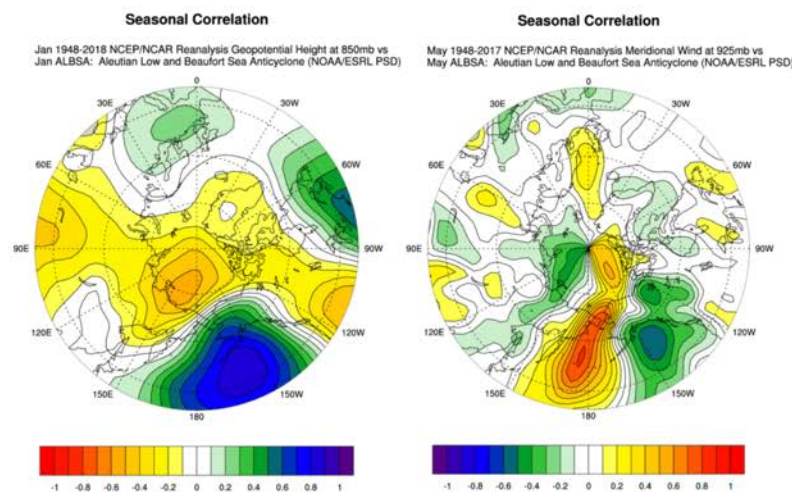 Seasonal Correlation
Jan 1948-2018 NCEP/NCAR Reanalysis Geopotential Height at 850mb vs
Jan ALBSA: Aleutian Low and Beaufort Sea Anticyclone (NOAA/ESRL PSD)
0
30E
30W
60E
60W
90E
90W
120E
120W
150E
150W
180
-1 -0.8 -0.6 -0.4 -0.2 0 0.2 0.4 0.6 0.8 1
Seasonal Correlation
May 1948-2017 NCEP/NCAR Reanalysis Meridional Wind at 925mb vs
May ALBSA: Aleutian Low and Beaufort Sea Anticyclone (NOAA/ESRL PSD)
0
30E
30W
60E
60W
90E
90W
120E
120W
150E
150W
180
-1 -0.8 -0.6 -0.4 -0.2 0 0.2 0.4 0.6 0.8 1